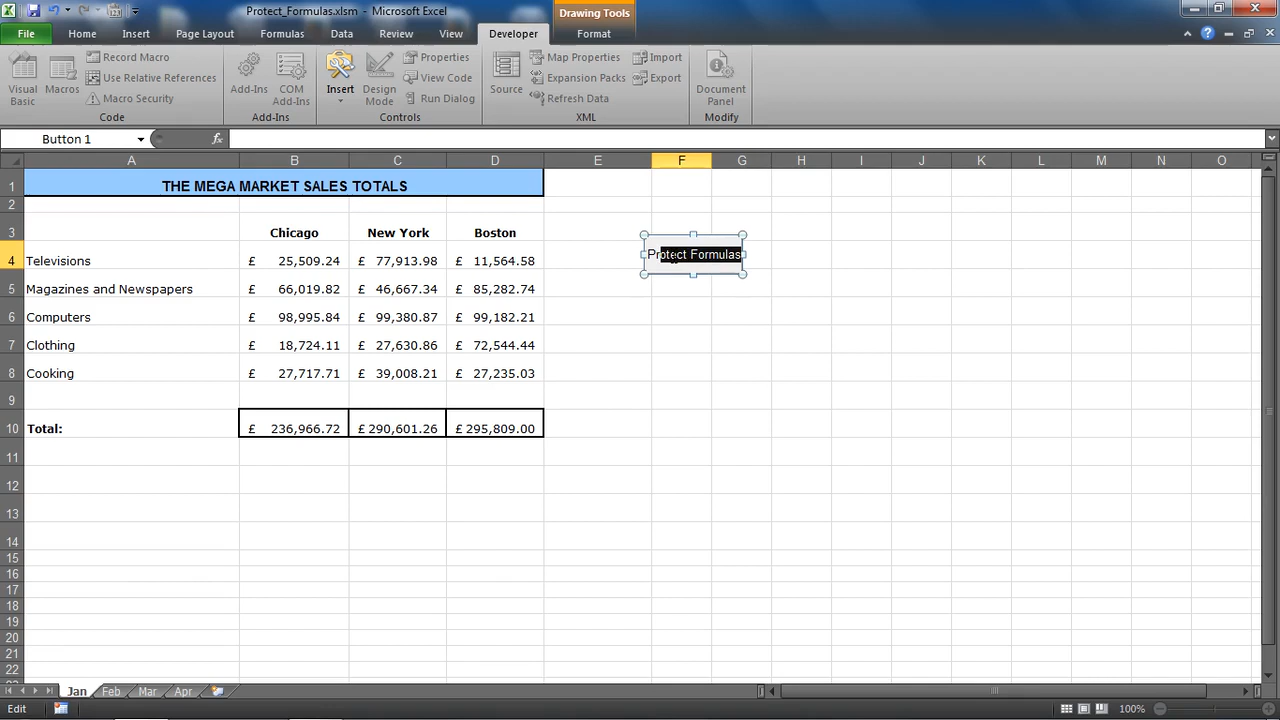 Protect_Formulas.xlsm - Microsoft Excel
Drawing Tools
File Home Insert Page Layout Formulas Data Review View Developer Format
Visual Basic
Macros
Record Macro
Use Relative References
Macro Security
Code
Add-Ins
COM Add-Ins
Add-Ins
Insert
Design Mode
Properties
View Code
Run Dialog
Controls
Source
Map Properties
Expansion Packs
Refresh Data
Import
Export
XML
Document Panel
Modify
Button 1 fx
A B C D E F G H I J K L M N O
1 THE MEGA MARKET SALES TOTALS
2
3 Chicago New York Boston
4 Televisions £ 25,509.24 £ 77,913.98 £ 11,564.58
Protect Formulas
5 Magazines and Newspapers £ 66,019.82 £ 46,667.34 £ 85,282.74
6 Computers £ 98,995.84 £ 99,380.87 £ 99,182.21
7 Clothing £ 18,724.11 £ 27,630.86 £ 72,544.44
8 Cooking £ 27,717.71 £ 39,008.21 £ 27,235.03
9
10 Total: £ 236,966.72 £ 290,601.26 £ 295,809.00
11
12
13
14
15
16
17
18
19
20
21
22
Jan Feb Mar Apr
Edit 100%